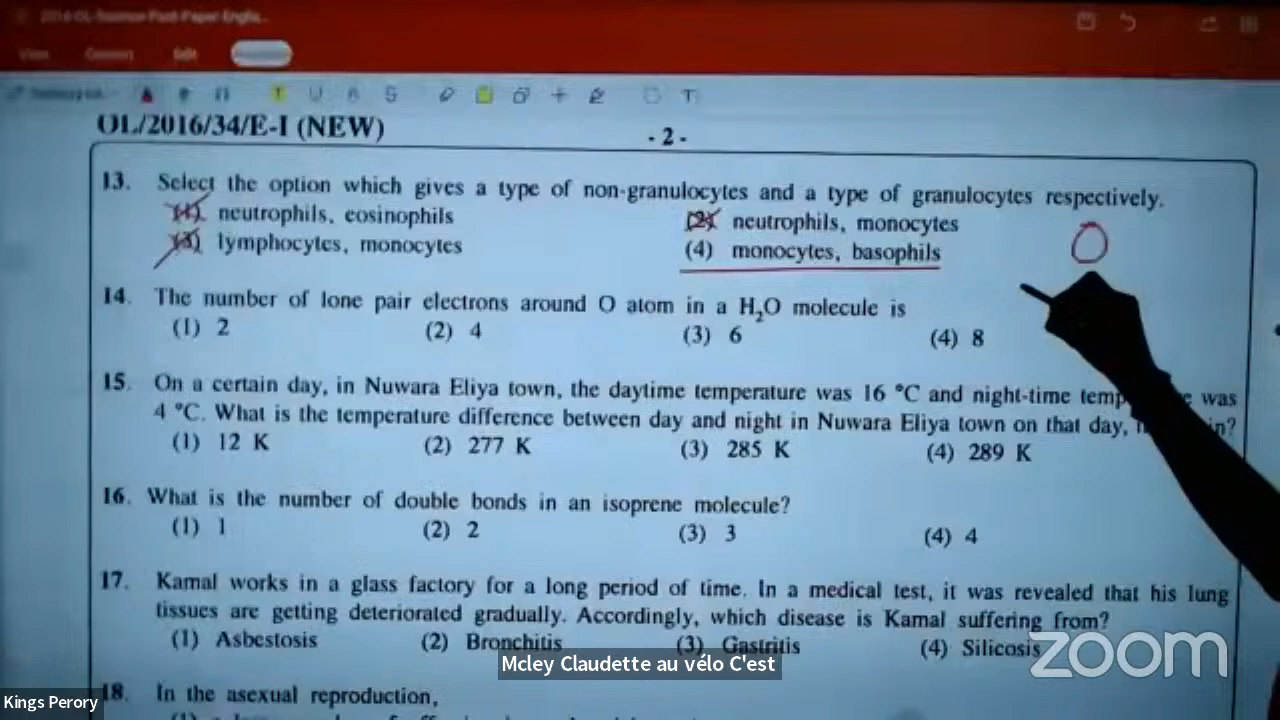 OL/2016/34/E-I (NEW)
- 2 -
13. Select the option which gives a type of non-granulocytes and a type of granulocytes respectively.
(1) neutrophils, eosinophils (2) neutrophils, monocytes
(3) lymphocytes, monocytes (4) monocytes, basophils
14. The number of lone pair electrons around O atom in a H₂O molecule is
(1) 2 (2) 4 (3) 6 (4) 8
15. On a certain day, in Nuwara Eliya town, the daytime temperature was 16 °C and night-time was
4 °C. What is the temperature difference between day and night in Nuwara Eliya town on that day,
(1) 12 K (2) 277 K (3) 285 K (4) 289 K
16. What is the number of double bonds in an isoprene molecule?
(1) 1 (2) 2 (3) 3 (4) 4
17. Kamal works in a glass factory for a long period of time. In a medical test, it was revealed that his lung
tissues are getting deteriorated gradually. Accordingly, which disease is Kamal suffering from?
(1) Asbestosis (2) Bronchitis (3) Gastritis (4) Silicosis
zoom
Mcley Claudette au vélo C'est
Kings Perory
18. In the asexual reproduction,